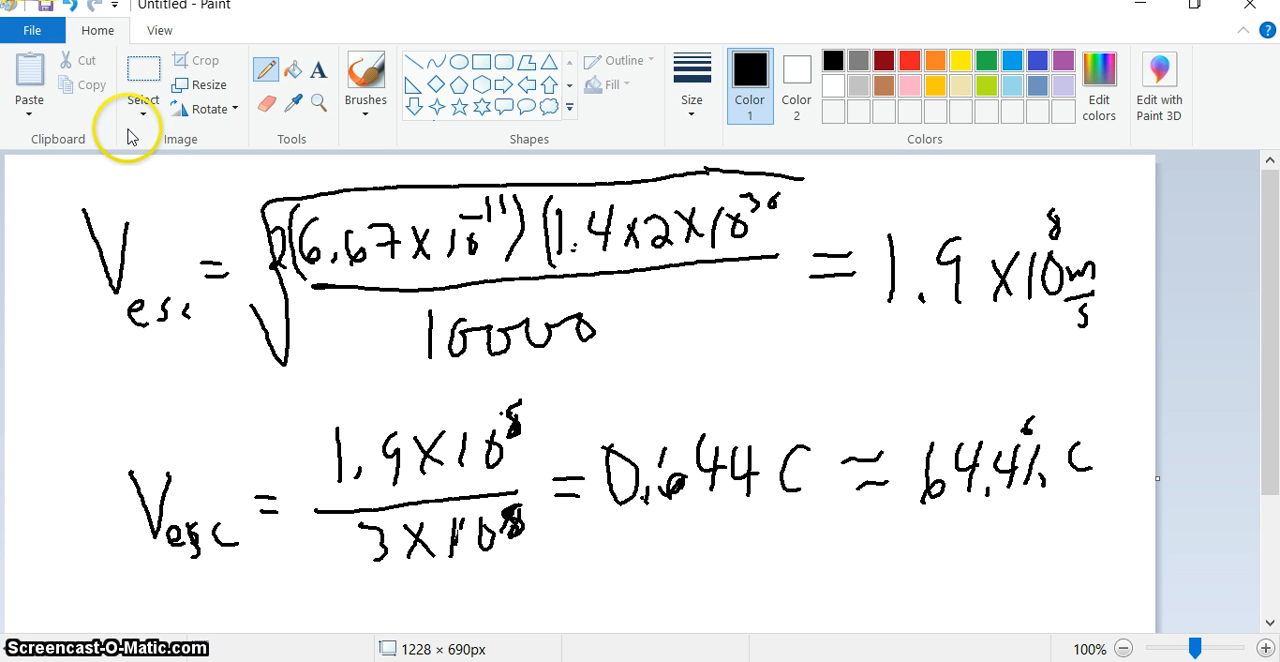 Untitled - Paint
File Home View
Paste
Cut
Copy
Clipboard
Select
Crop
Resize
Rotate
Image
Tools
Brushes
Outline
Fill
Shapes
Size
Color 1
Color 2
Edit colors
Edit with Paint 3D
Colors
Vesc = √2(6.67×10⁻¹¹)(1.4×2×10³⁰ = 1.9×10⁸ m/s
10000
Vesc = 1.9×10⁸ = 0.644 C ≈ 64.4% C
3×10⁸
Screencast-O-Matic.com 1228 × 690px 100%